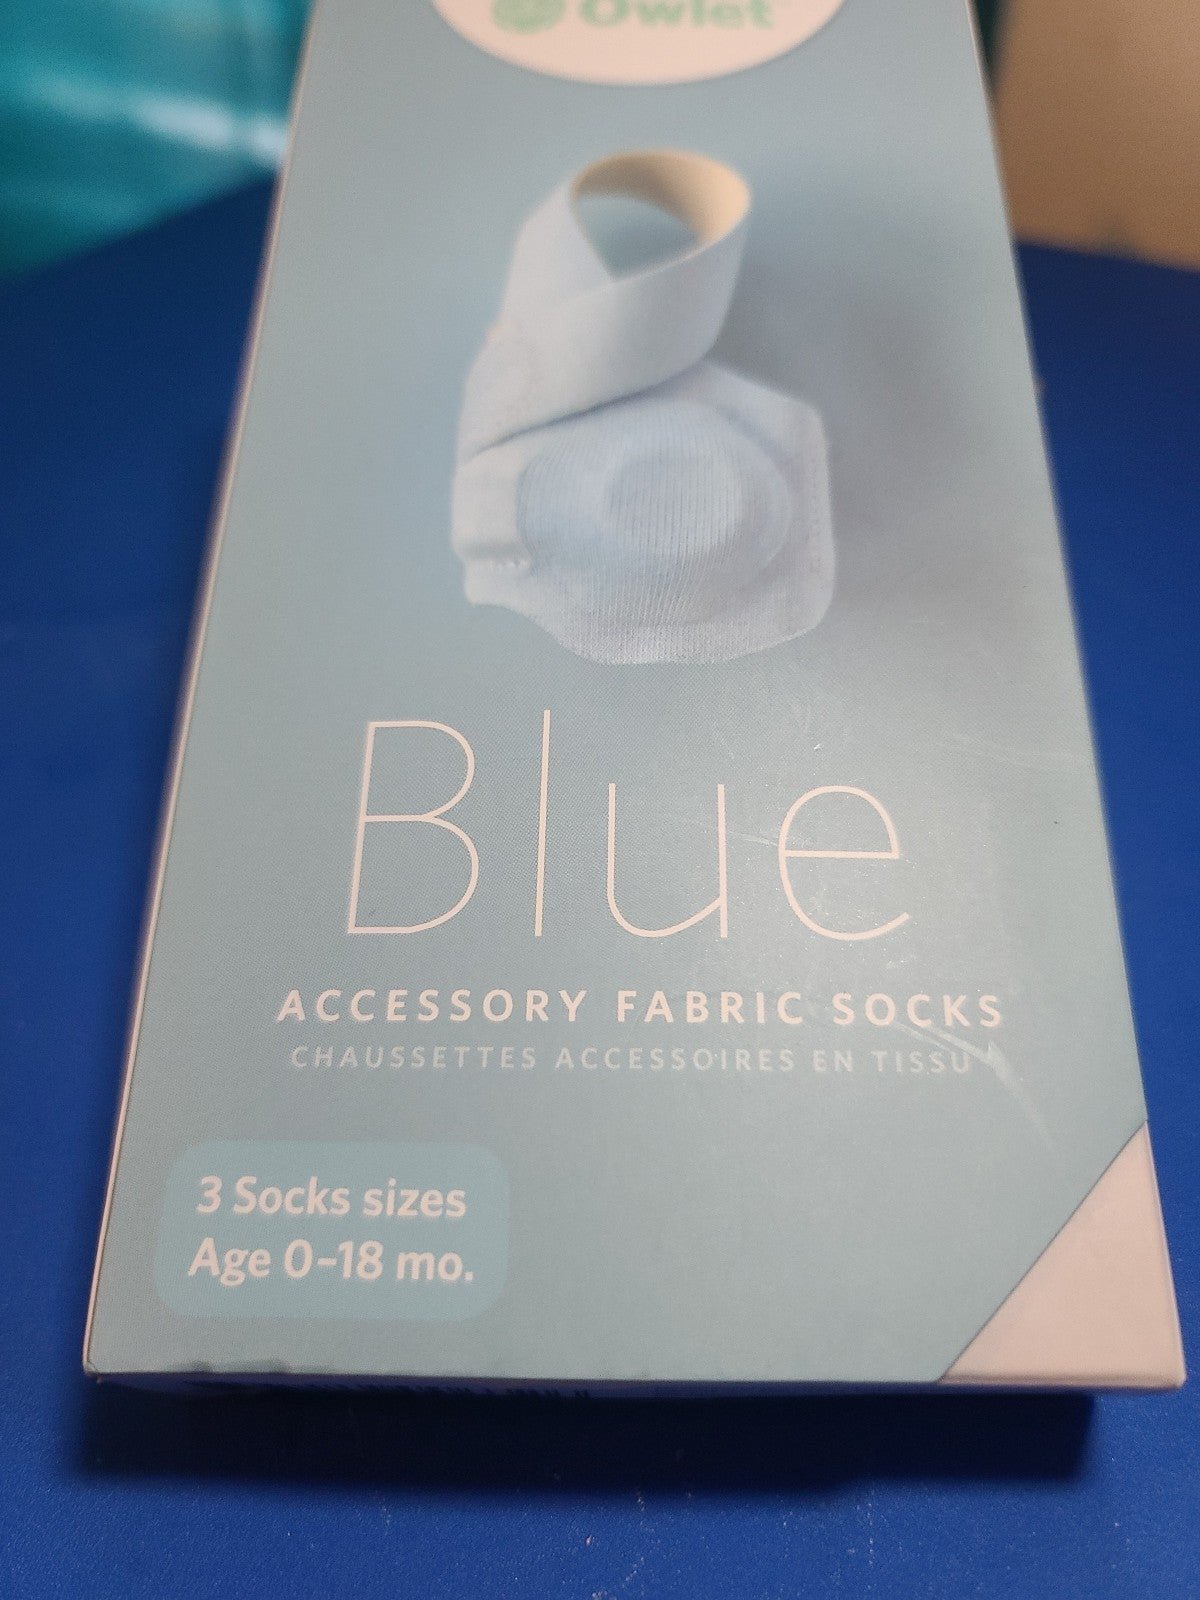 Owlet
Blue
ACCESSORY FABRIC SOCKS
CHAUSSETTES ACCESSOIRES EN TISSU
3 Socks sizes
Age 0-18 mo.